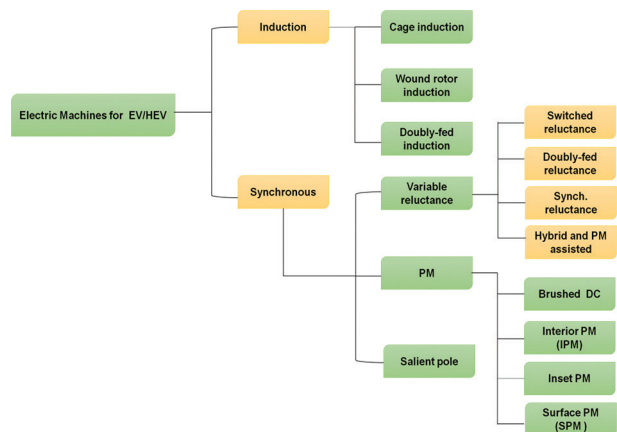 Electric Machines for EV/HEV
Induction
Cage induction
Wound rotor
induction
Doubly-fed
induction
Synchronous
Variable
reluctance
Switched
reluctance
Doubly-fed
reluctance
Synch.
reluctance
Hybrid and PM
assisted
PM
Brushed DC
Interior PM
(IPM)
Inset PM
Surface PM
(SPM )
Salient pole